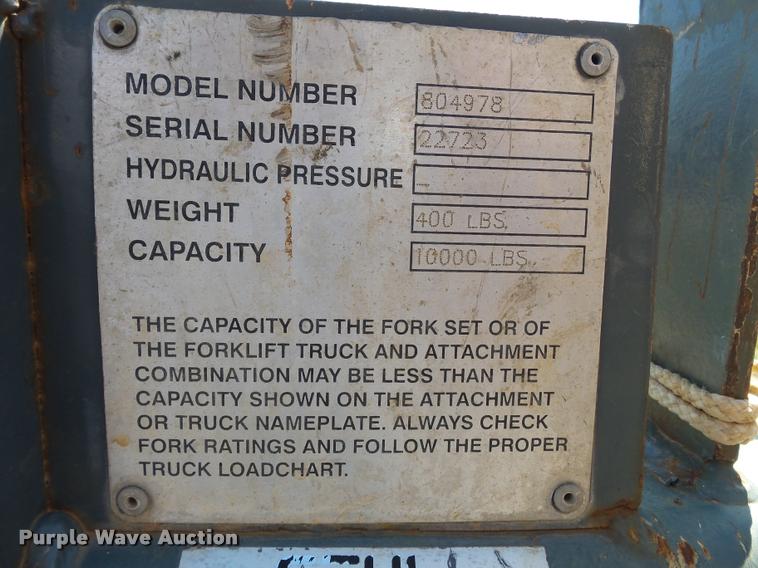 MODEL NUMBER 804978
SERIAL NUMBER 22723
HYDRAULIC PRESSURE –
WEIGHT 400 LBS.
CAPACITY 10000 LBS.
THE CAPACITY OF THE FORK SET OR OF
THE FORKLIFT TRUCK AND ATTACHMENT
COMBINATION MAY BE LESS THAN THE
CAPACITY SHOWN ON THE ATTACHMENT
OR TRUCK NAMEPLATE. ALWAYS CHECK
FORK RATINGS AND FOLLOW THE PROPER
TRUCK LOADCHART.
Purple Wave Auction